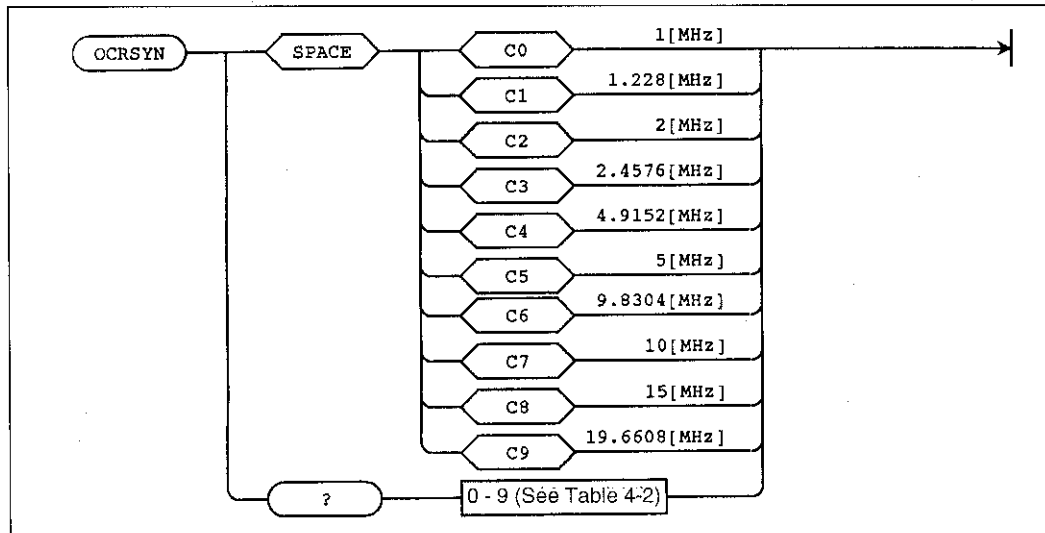 OCRSYN SPACE C0 1[MHz]
C1 1.228[MHz]
C2 2[MHz]
C3 2.4576[MHz]
C4 4.9152[MHz]
C5 5[MHz]
C6 9.8304[MHz]
C7 10[MHz]
C8 15[MHz]
C9 19.6608[MHz]
? 0 - 9 (See Table 4-2)